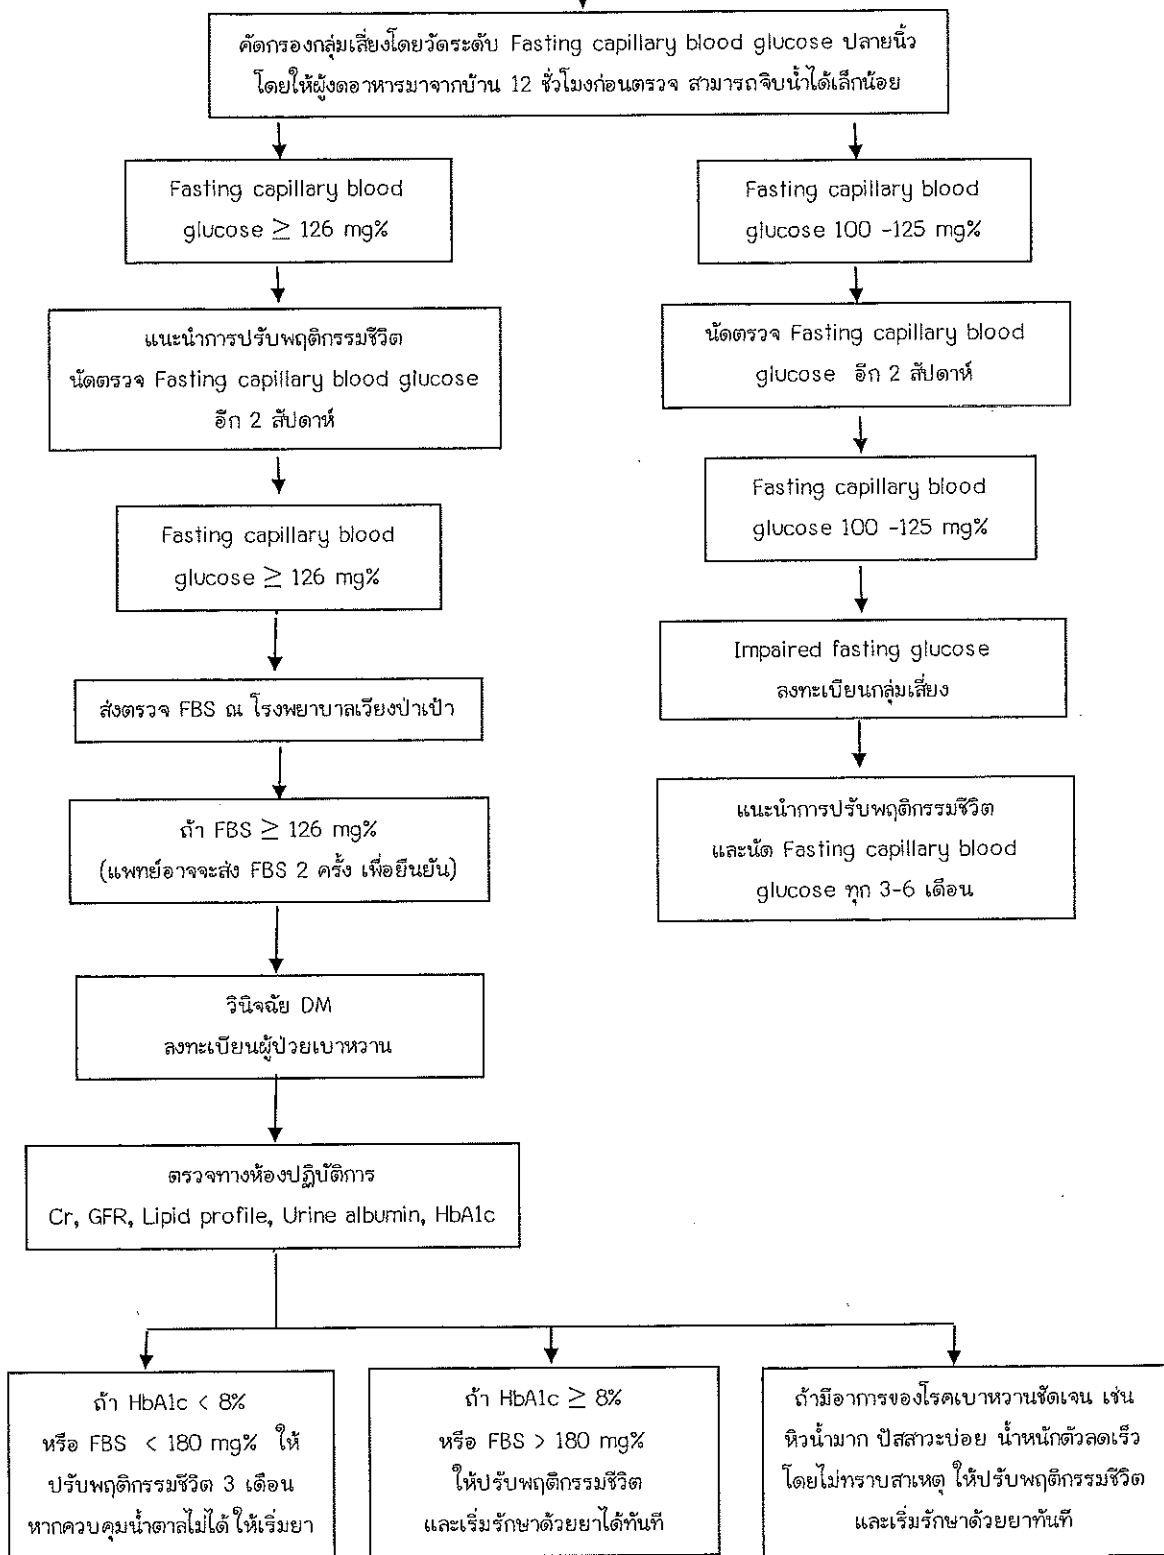 คัดกรองกลุ่มเสี่ยงโดยวัดระดับ Fasting capillary blood glucose ปลายนิ้ว
โดยให้ผู้งดอาหารมาจากบ้าน 12 ชั่วโมงก่อนตรวจ สามารถจิบน้ำได้เล็กน้อย
Fasting capillary blood
glucose ≥ 126 mg%
แนะนำการปรับพฤติกรรมชีวิต
นัดตรวจ Fasting capillary blood glucose
อีก 2 สัปดาห์
Fasting capillary blood
glucose ≥ 126 mg%
ส่งตรวจ FBS ณ โรงพยาบาลเวียงป่าเป้า
ถ้า FBS ≥ 126 mg%
(แพทย์อาจจะส่ง FBS 2 ครั้ง เพื่อยืนยัน)
วินิจฉัย DM
ลงทะเบียนผู้ป่วยเบาหวาน
ตรวจทางห้องปฏิบัติการ
Cr, GFR, Lipid profile, Urine albumin, HbA1c
Fasting capillary blood
glucose 100 -125 mg%
นัดตรวจ Fasting capillary blood
glucose อีก 2 สัปดาห์
Fasting capillary blood
glucose 100 -125 mg%
Impaired fasting glucose
ลงทะเบียนกลุ่มเสี่ยง
แนะนำการปรับพฤติกรรมชีวิต
และนัด Fasting capillary blood
glucose ทุก 3-6 เดือน
ถ้า HbA1c < 8%
หรือ FBS < 180 mg% ให้
ปรับพฤติกรรมชีวิต 3 เดือน
หากควบคุมน้ำตาลไม่ได้ ให้เริ่มยา
ถ้า HbA1c ≥ 8%
หรือ FBS > 180 mg%
ให้ปรับพฤติกรรมชีวิต
และเริ่มรักษาด้วยยาได้ทันที
ถ้ามีอาการของโรคเบาหวานชัดเจน เช่น
หิวน้ำมาก ปัสสาวะบ่อย น้ำหนักตัวลดเร็ว
โดยไม่ทราบสาเหตุ ให้ปรับพฤติกรรมชีวิต
และเริ่มรักษาด้วยยาทันที